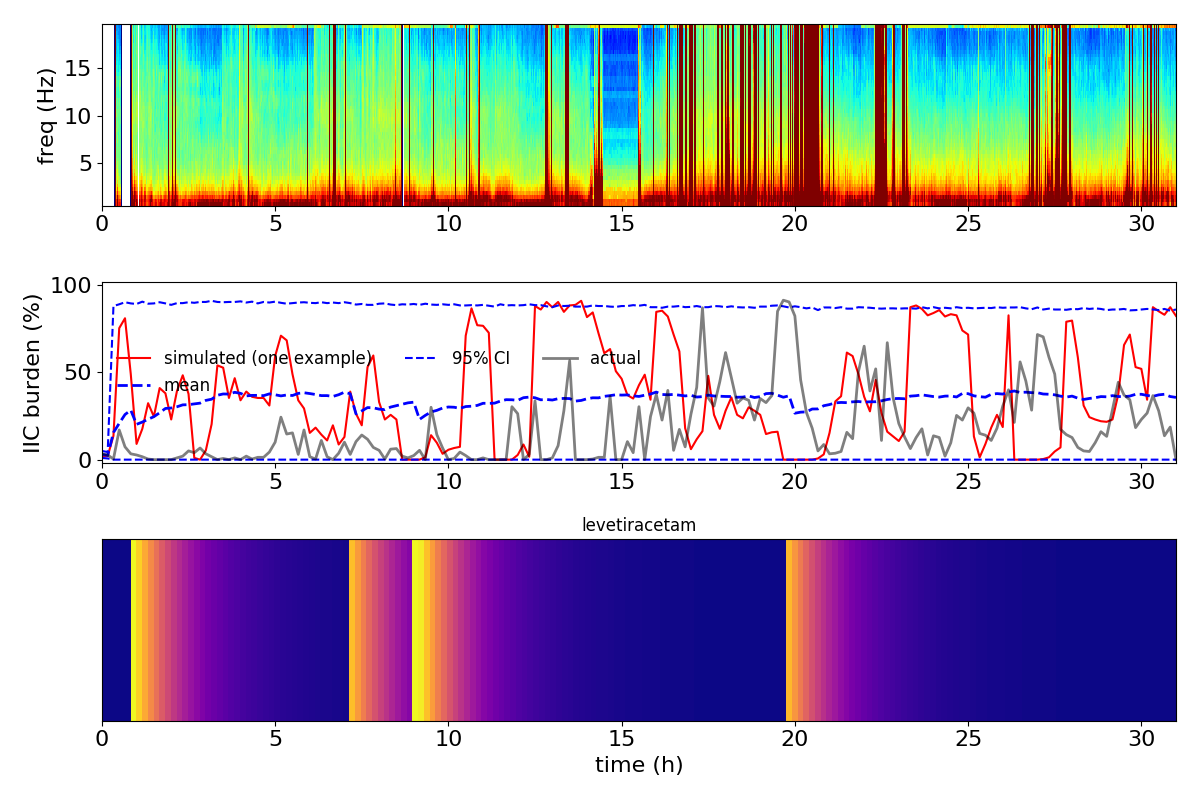 freq (Hz)
15
10
5
0 5 10 15 20 25 30
IIC burden (%)
100
50
0
simulated (one example) 95% CI actual
mean
0 5 10 15 20 25 30
levetiracetam
0 5 10 15 20 25 30
time (h)